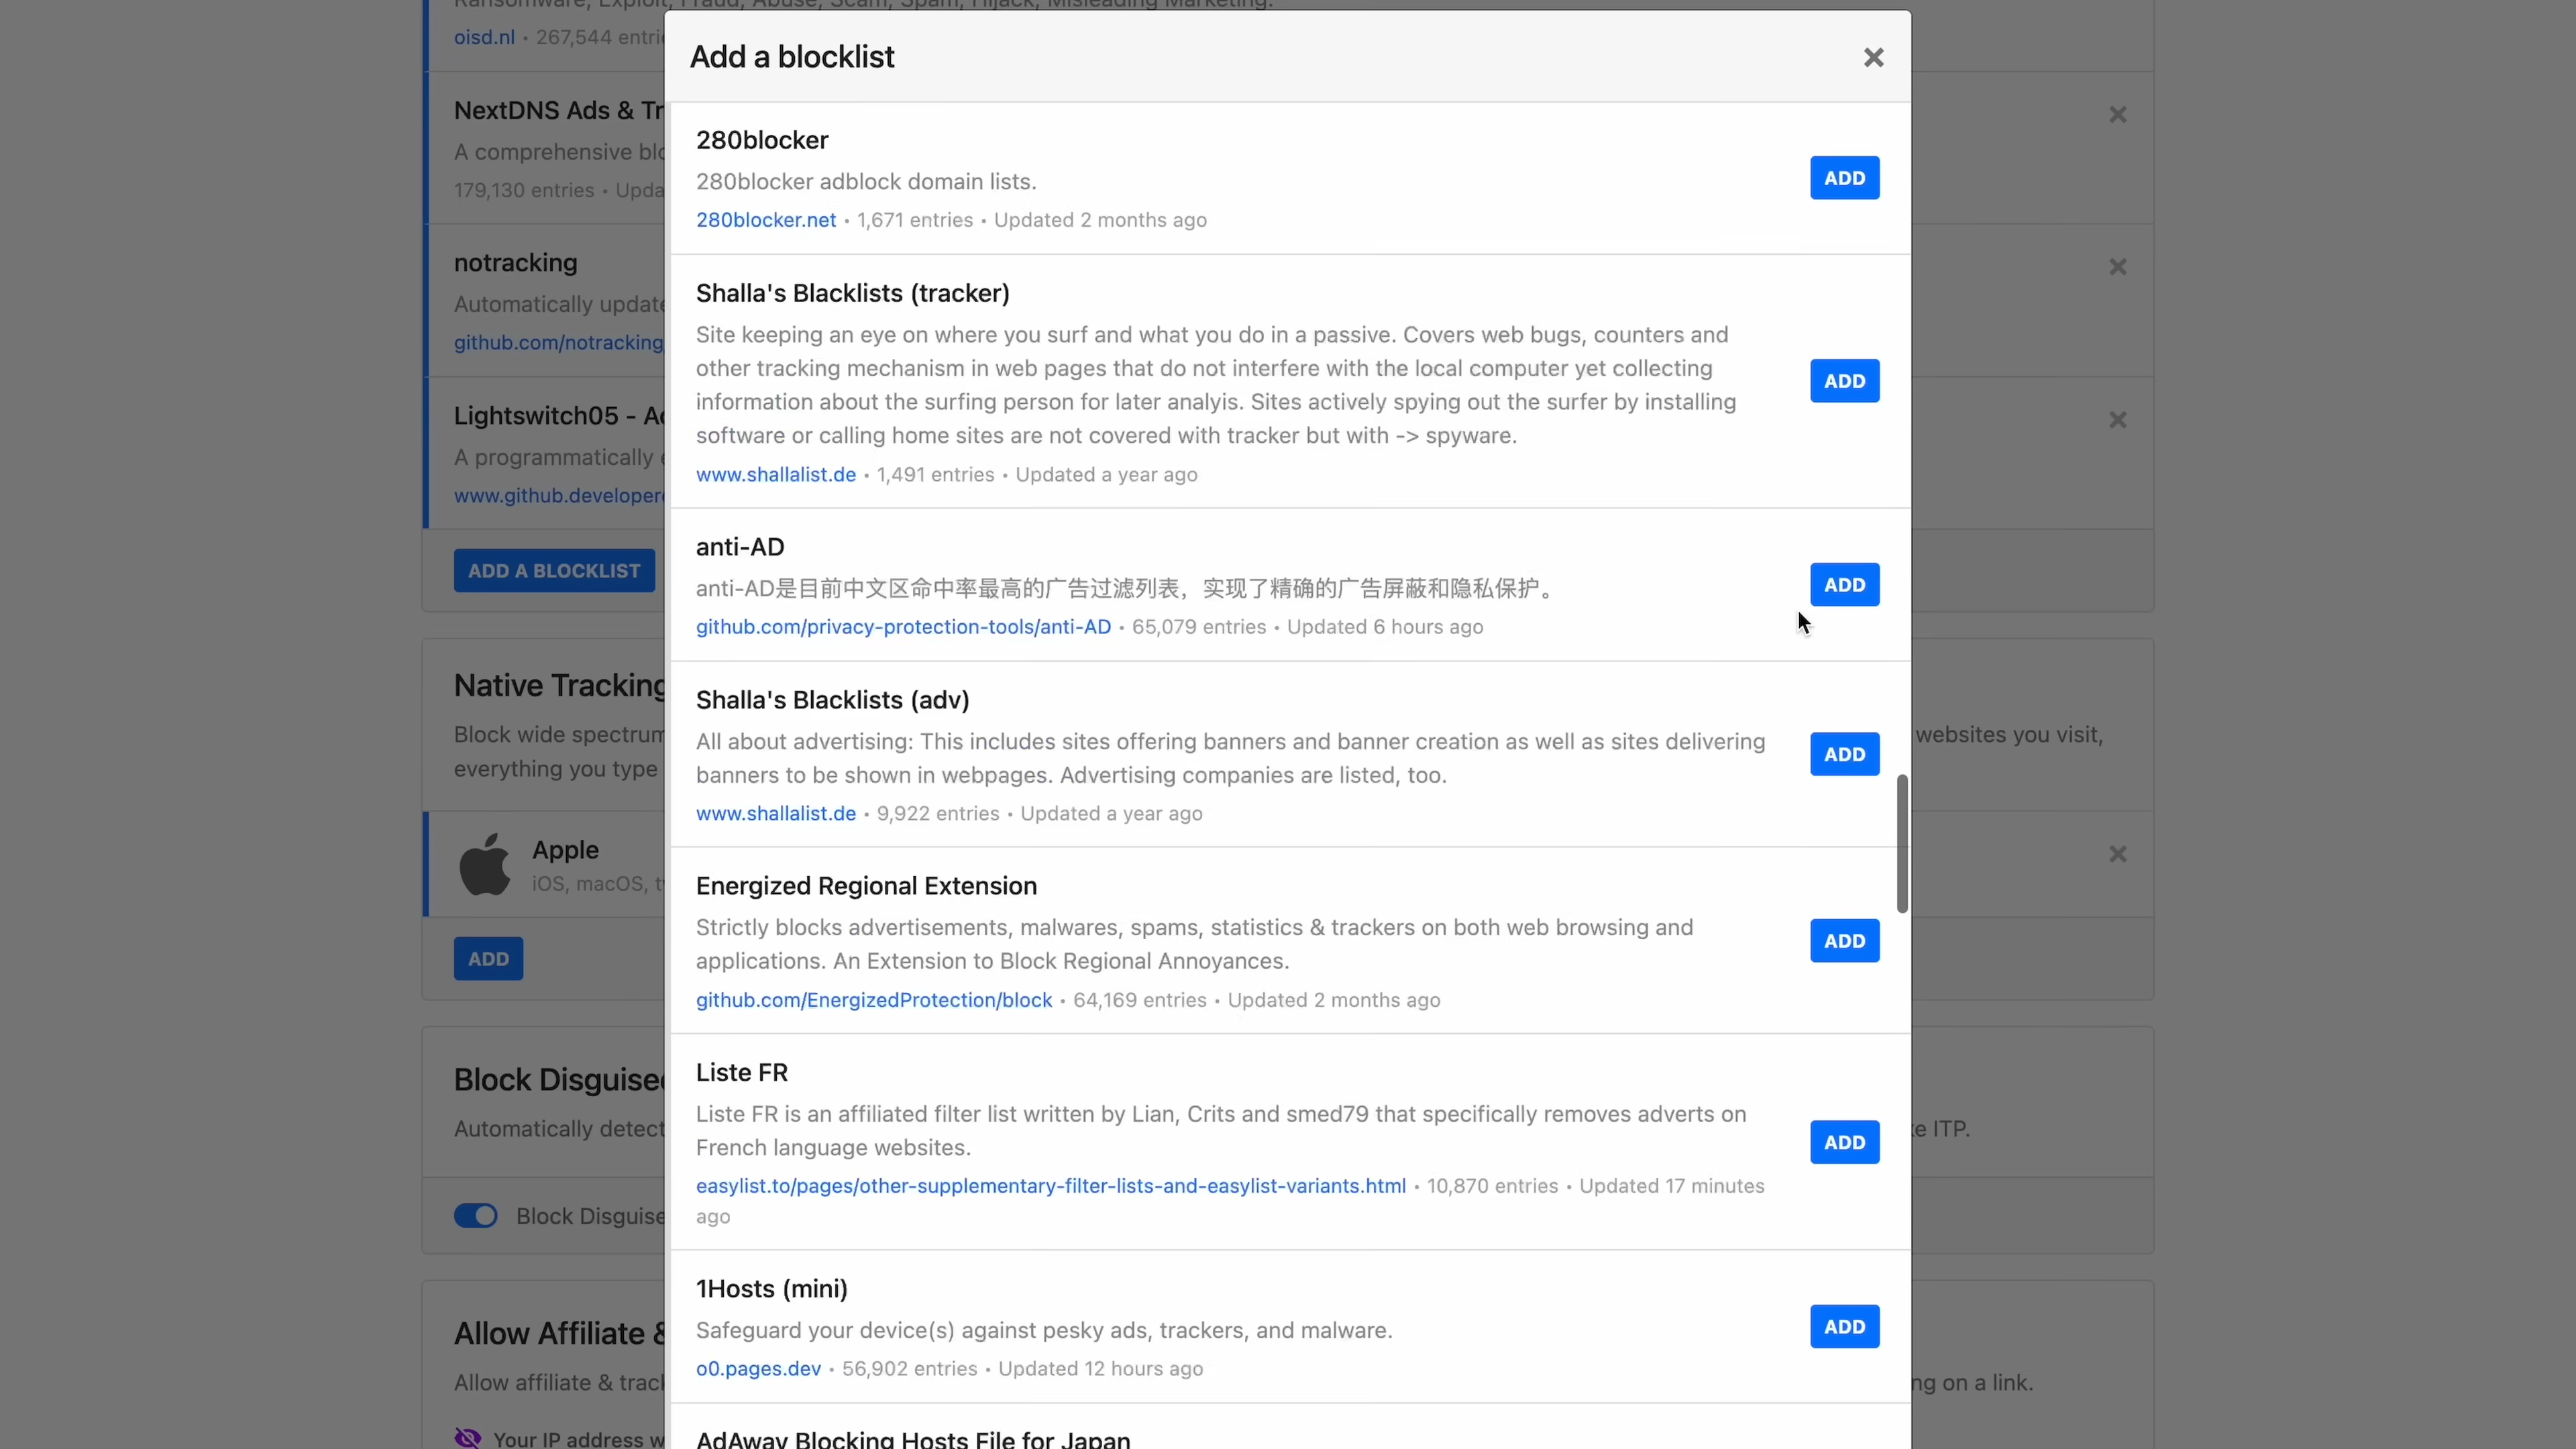 Ransomware, Exploit, Fraud, Abuse, Scam, Spam, Hijack, Misleading Marketing.
oisd.nl • 267,544
NextDNS Ads &
A comprehensive
179,130 entries •
notracking
Automatically
github.com/notracking
Lightswitch05 -
A programmatically
www.github.developer
ADD A BLOCKLIST
Native Tracking
Block wide spectrum
websites you visit,
everything you type
Apple
iOS, macOS,
ADD
Block
Automatically
ITP.
Block
Allow Affiliate &
Allow affiliate &
on a link.
Your IP address
Add a blocklist
280blocker
280blocker adblock domain lists.
280blocker.net • 1,671 entries • Updated 2 months ago
ADD
Shalla's Blacklists (tracker)
Site keeping an eye on where you surf and what you do in a passive. Covers web bugs, counters and
other tracking mechanism in web pages that do not interfere with the local computer yet collecting
information about the surfing person for later analyis. Sites actively spying out the surfer by installing
software or calling home sites are not covered with tracker but with -> spyware.
www.shallalist.de • 1,491 entries • Updated a year ago
ADD
anti-AD
anti-AD是目前中文区命中率最高的广告过滤列表，实现了精确的广告屏蔽和隐私保护。
github.com/privacy-protection-tools/anti-AD • 65,079 entries • Updated 6 hours ago
ADD
Shalla's Blacklists (adv)
All about advertising: This includes sites offering banners and banner creation as well as sites delivering
banners to be shown in webpages. Advertising companies are listed, too.
www.shallalist.de • 9,922 entries • Updated a year ago
ADD
Energized Regional Extension
Strictly blocks advertisements, malwares, spams, statistics & trackers on both web browsing and
applications. An Extension to Block Regional Annoyances.
github.com/EnergizedProtection/block • 64,169 entries • Updated 2 months ago
ADD
Liste FR
Liste FR is an affiliated filter list written by Lian, Crits and smed79 that specifically removes adverts on
French language websites.
easylist.to/pages/other-supplementary-filter-lists-and-easylist-variants.html • 10,870 entries • Updated 17 minutes
ago
ADD
1Hosts (mini)
Safeguard your device(s) against pesky ads, trackers, and malware.
o0.pages.dev • 56,902 entries • Updated 12 hours ago
ADD
AdAway Blocking Hosts File for Japan